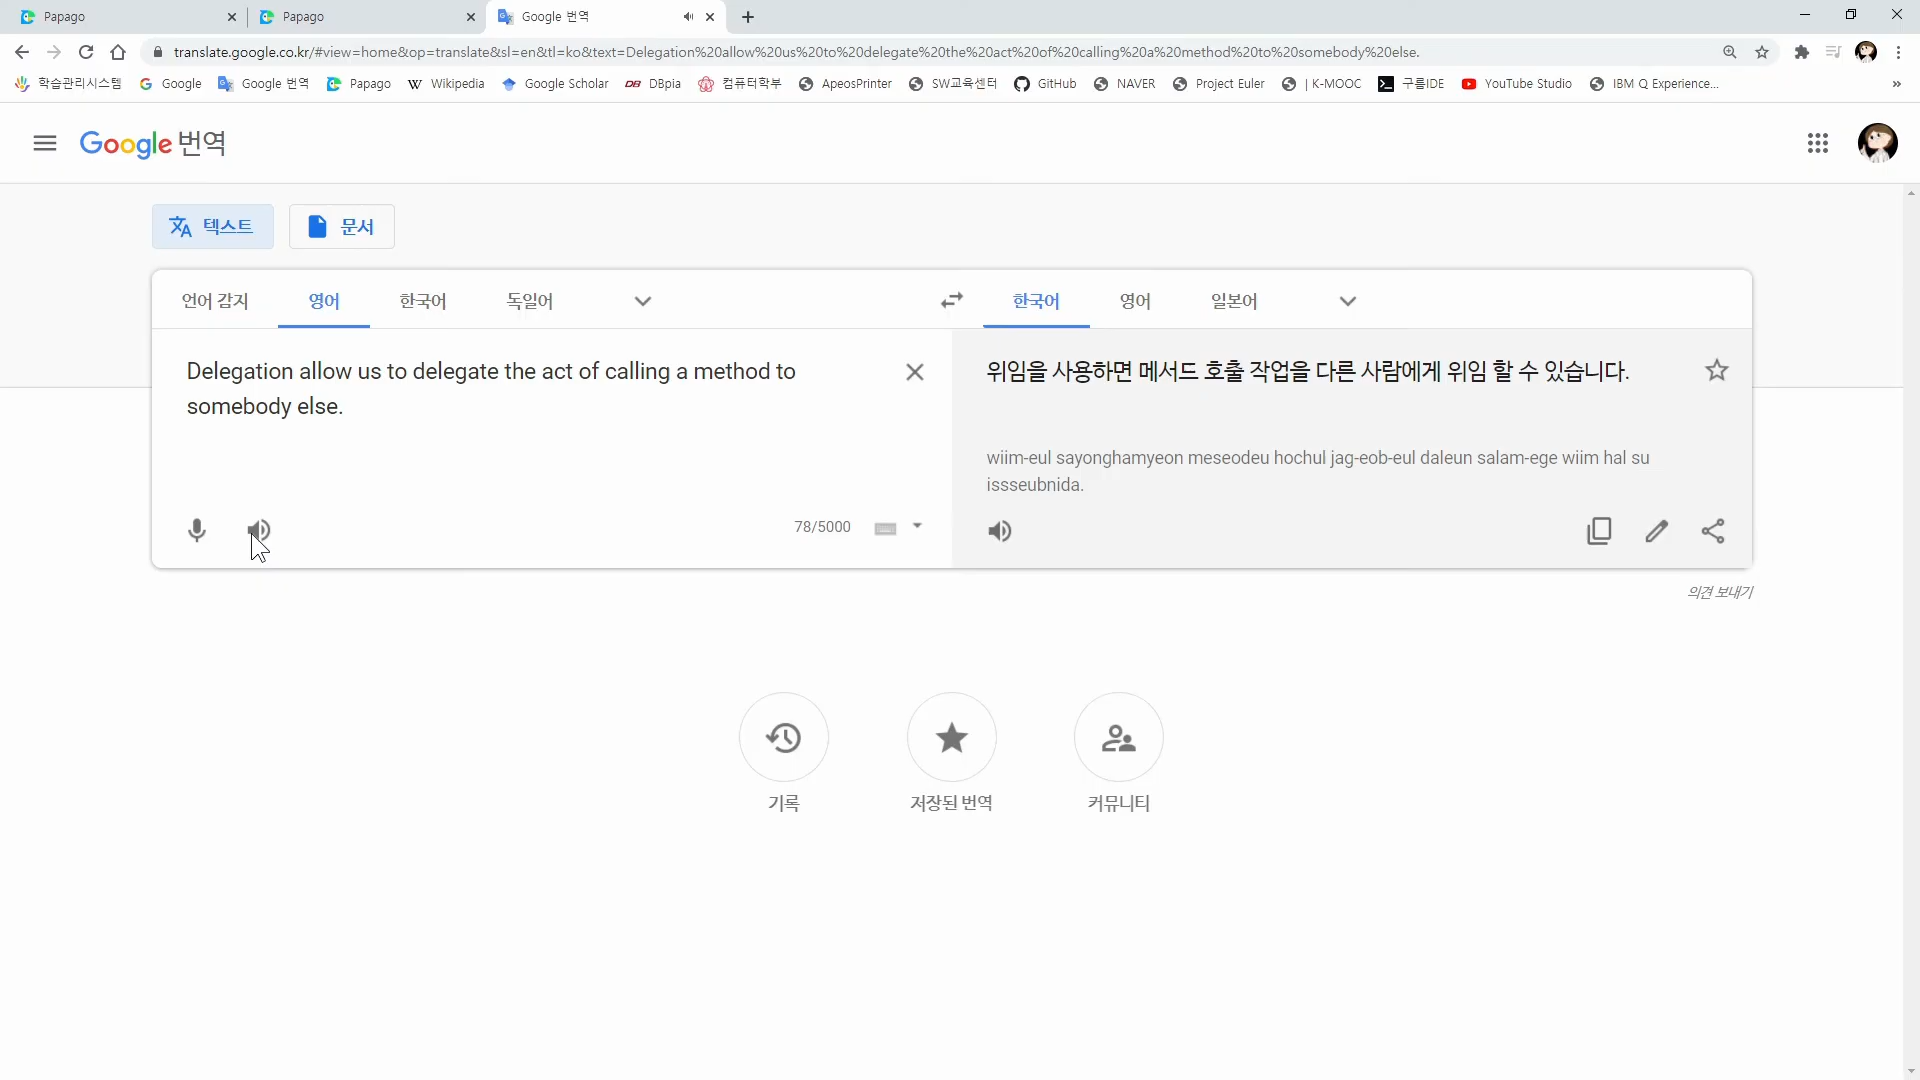 Papago
Papago
Google 번역
translate.google.co.kr/#view=home&op=translate&sl=en&tl=ko&text=Delegation%20allow%20us%20to%20delegate%20the%20act%20of%20calling%20a%20method%20to%20somebody%20else.
학습관리시스템
Google
Google 번역
Papago
W Wikipedia
Google Scholar
DB DBpia
컴퓨터학부
ApeosPrinter
SW교육센터
GitHub
NAVER
Project Euler
| K-MOOC
구름IDE
YouTube Studio
IBM Q Experience...
»
Google 번역
텍스트
문서
언어 감지
영어
한국어
독일어
한국어
영어
일본어
Delegation allow us to delegate the act of calling a method to
somebody else.
78/5000
위임을 사용하면 메서드 호출 작업을 다른 사람에게 위임 할 수 있습니다.
wiim-eul sayonghamyeon meseodeu hochul jag-eob-eul daleun salam-ege wiim hal su
issseubnida.
의견 보내기
기록
저장된 번역
커뮤니티